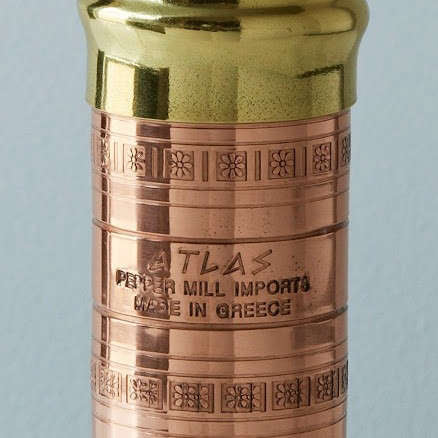 ATLAS
PEPPER MILL IMPORTS
MADE IN GREECE